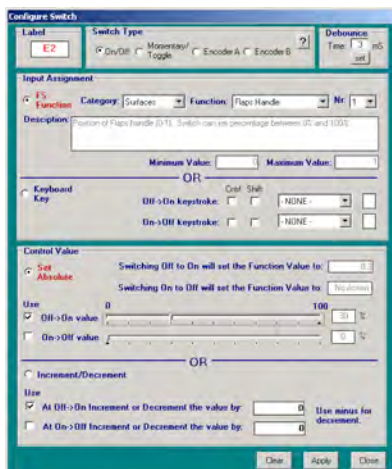 Configure Switch
Label
E2
Switch Type
On/Off
Momentary/
Toggle
Encoder A
Encoder B
?
Debounce
Time: 3 mS
set
Input Assignment
FS
Function
Category: Surfaces
Function: Flaps Handle
Nr: 1
Desciption: Position of Flaps handle (0-1). Switch can set percentage between 0% and 100%
Minimum Value: 0
Maximum Value: 1
OR
Keyboard
Key
Cntrl Shift
Off->On keystroke: - NONE -
On->Off keystroke: - NONE -
Control Value
Set
Absolute
Switching Off to On will set the Function Value to:
Switching On to Off will set the Function Value to: No action
Use
0 100
Off->On value %
On->Off value 0 %
OR
Increment/Decrement
Use
At Off->On Increment or Decrement the value by: 0
At On->Off Increment or Decrement the value by: 0
Use minus for
decrement.
Clear Apply Close